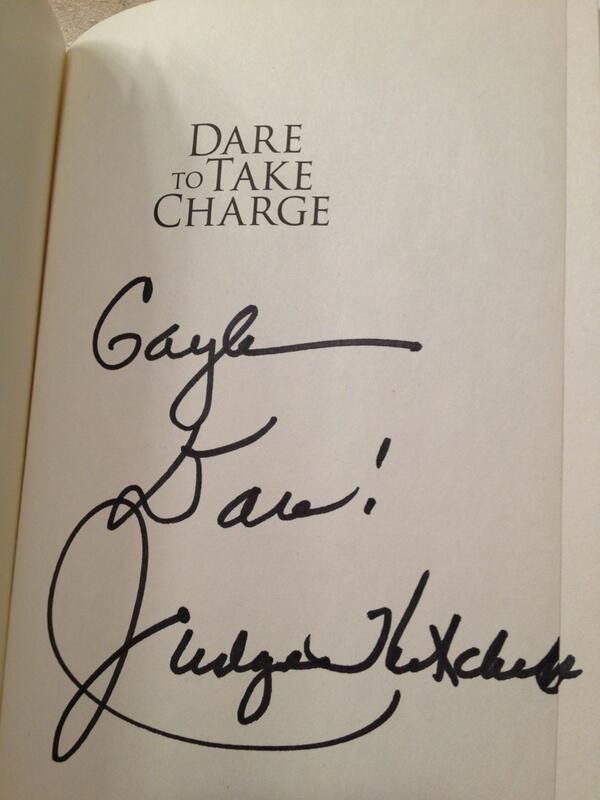 DARE
TO TAKE
CHARGE
Gayle
Dare!
Judge Hatchett